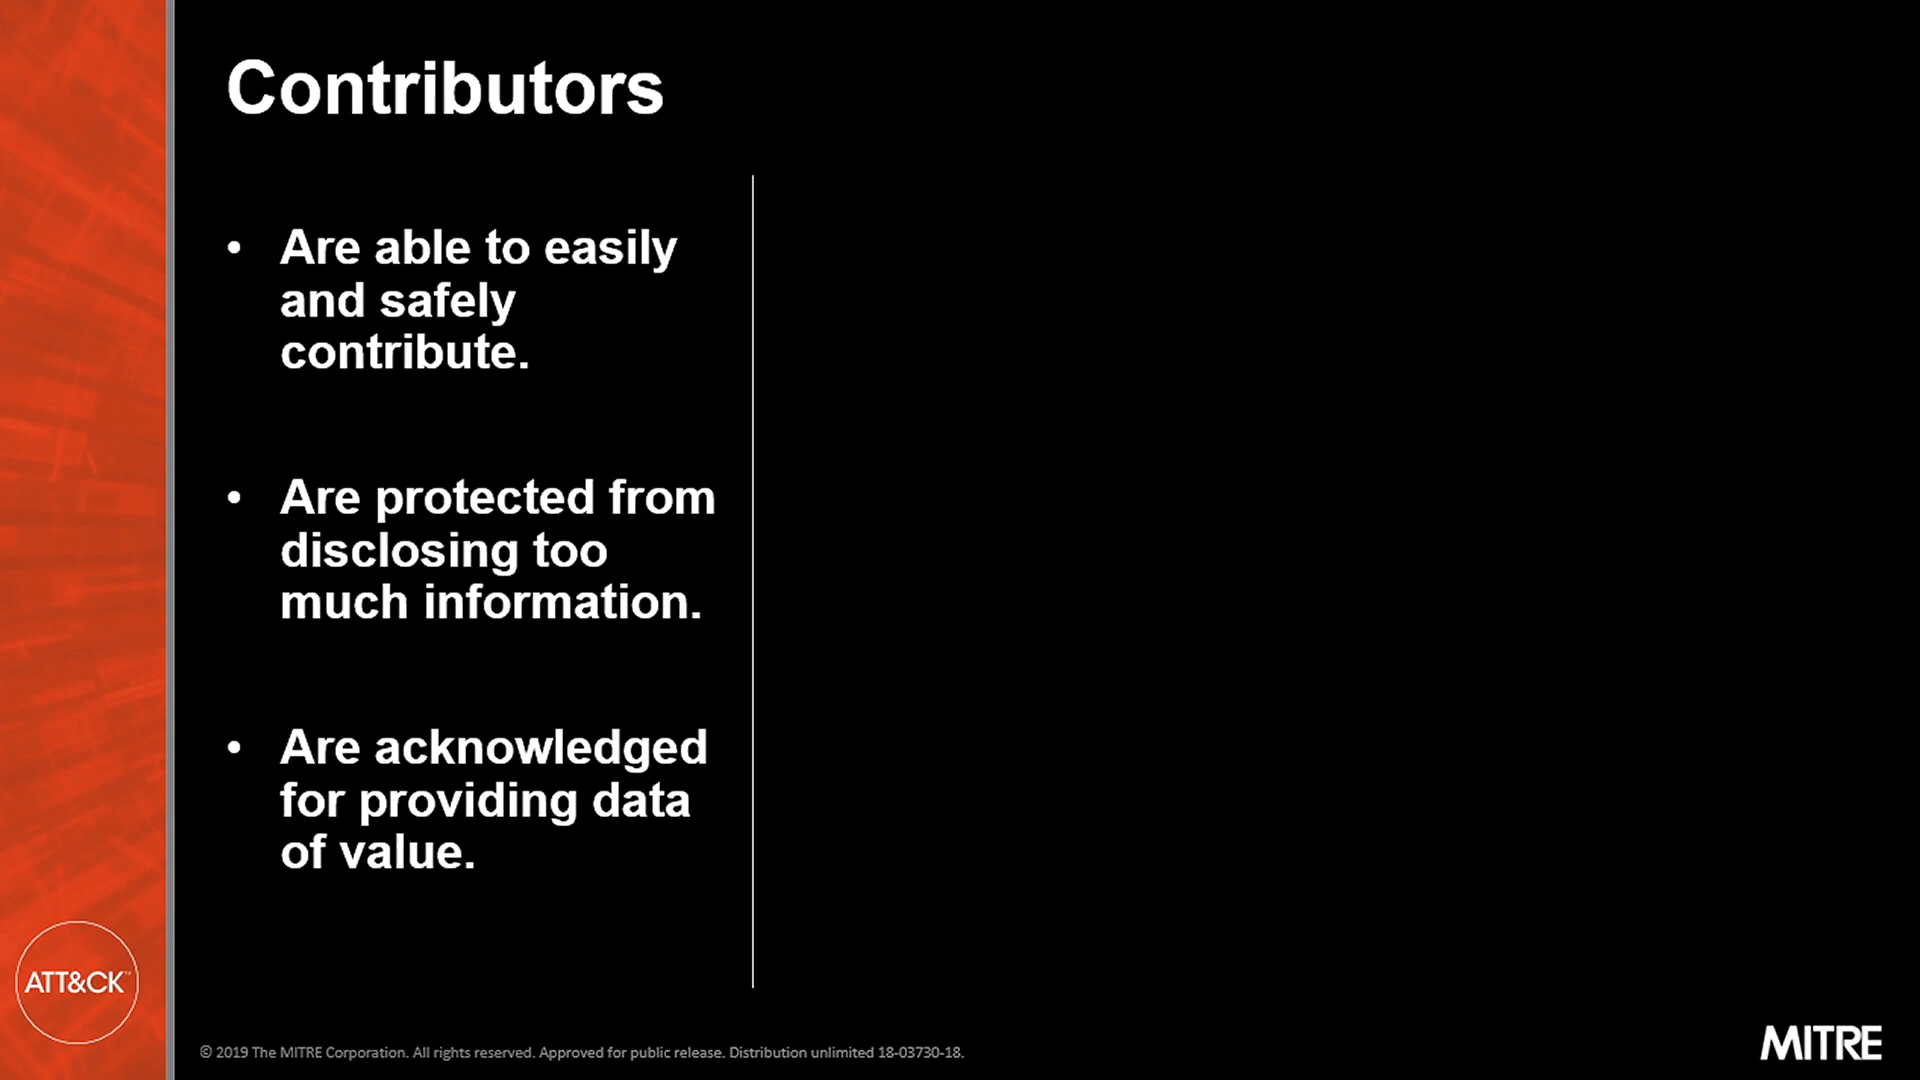 Contributors
• Are able to easily
and safely
contribute.
• Are protected from
disclosing too
much information.
• Are acknowledged
for providing data
of value.
ATT&CK™
© 2019 The MITRE Corporation. All rights reserved. Approved for public release. Distribution unlimited 18-03730-18.
MITRE